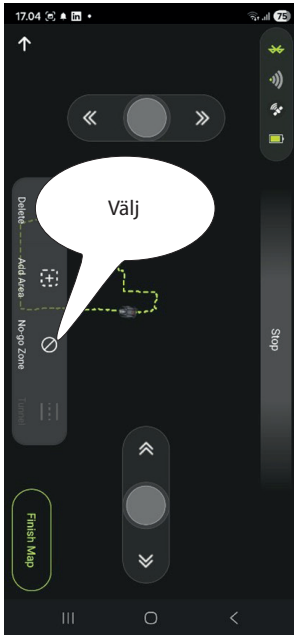 17.04
75
Välj
Delete
Add Area
No-go Zone
Tunnel
Stop
Finish Map